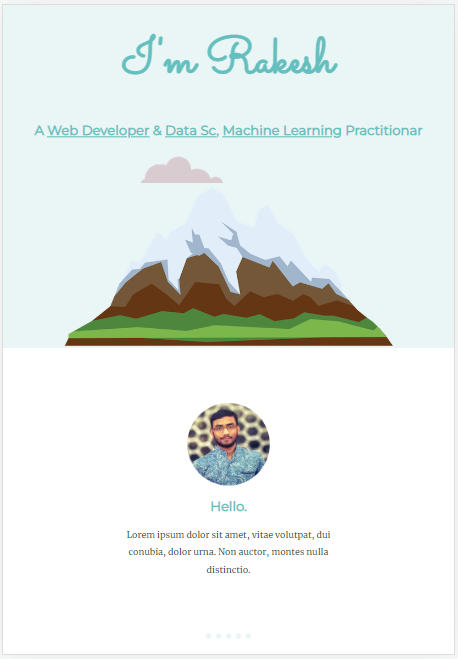 I'm Rakesh
A Web Developer & Data Sc, Machine Learning Practitionar
Hello.
Lorem ipsum dolor sit amet, vitae volutpat, dui
conubia, dolor urna. Non auctor, montes nulla
distinctio.